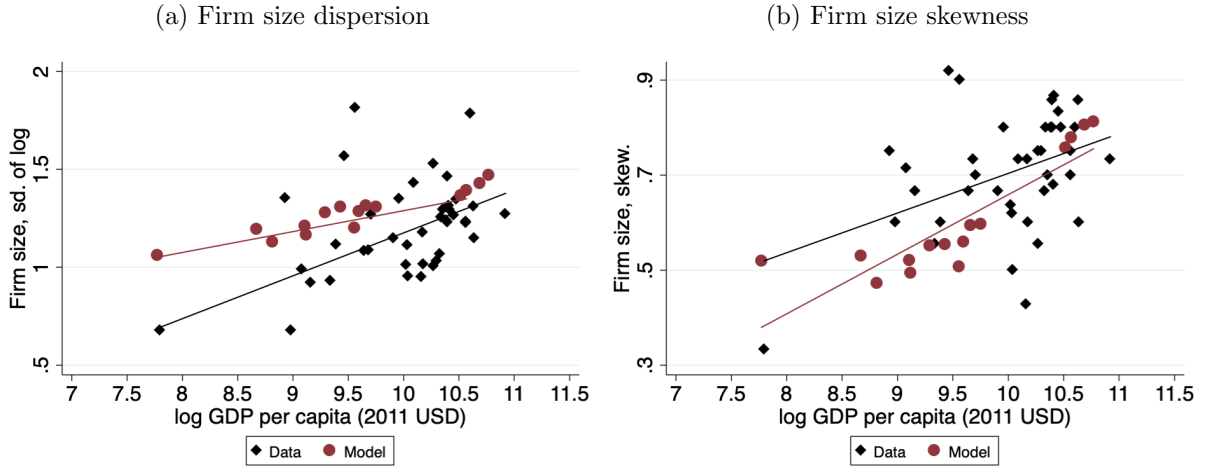 (a) Firm size dispersion
Firm size, sd. of log
2
1.5
1
.5
7 7.5 8 8.5 9 9.5 10 10.5 11 11.5
log GDP per capita (2011 USD)
Data Model
(b) Firm size skewness
Firm size, skew.
.9
.7
.5
.3
7 7.5 8 8.5 9 9.5 10 10.5 11 11.5
log GDP per capita (2011 USD)
Data Model